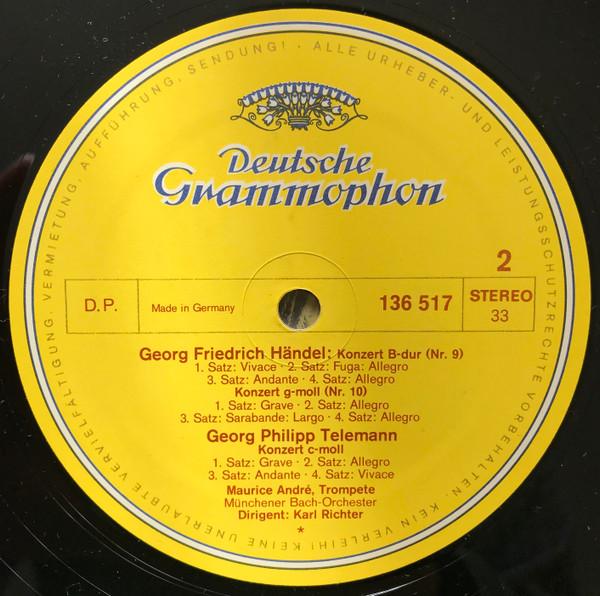 ALLE URHEBER- UND LEISTUNGSSCHUTZRECHTE VORBEHALTEN. KEIN VERLEIH! KEINE UNERLAUBTE VERVIELFÄLTIGUNG, VERMIETUNG, AUFFÜHRUNG, SENDUNG! ·
Deutsche
Grammophon
2
D.P.
Made in Germany
136 517
STEREO
33
Georg Friedrich Händel: Konzert B-dur (Nr. 9)
1. Satz: Vivace · 2. Satz: Fuga: Allegro
3. Satz: Andante · 4. Satz: Allegro
Konzert g-moll (Nr. 10)
1. Satz: Grave · 2. Satz: Allegro
3. Satz: Sarabande: Largo · 4. Satz: Allegro
Georg Philipp Telemann
Konzert c-moll
1. Satz: Grave · 2. Satz: Allegro
3. Satz: Andante · 4. Satz: Vivace
Maurice André, Trompete
Münchener Bach-Orchester
Dirigent: Karl Richter
*